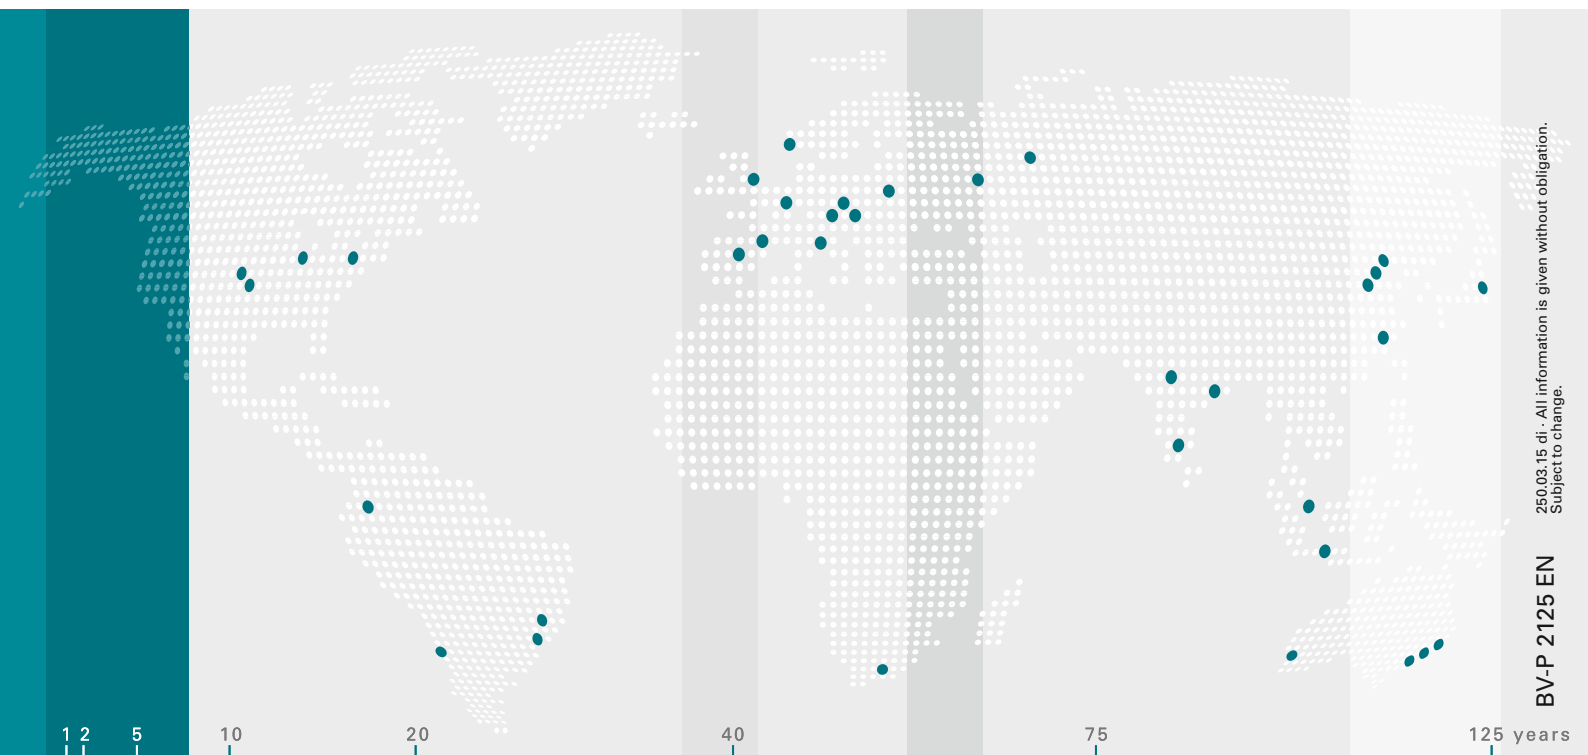 250.03.15 di · All information is given without obligation.
Subject to change.
BV-P 2125 EN
1 2 5 10 20 40 75 125 years